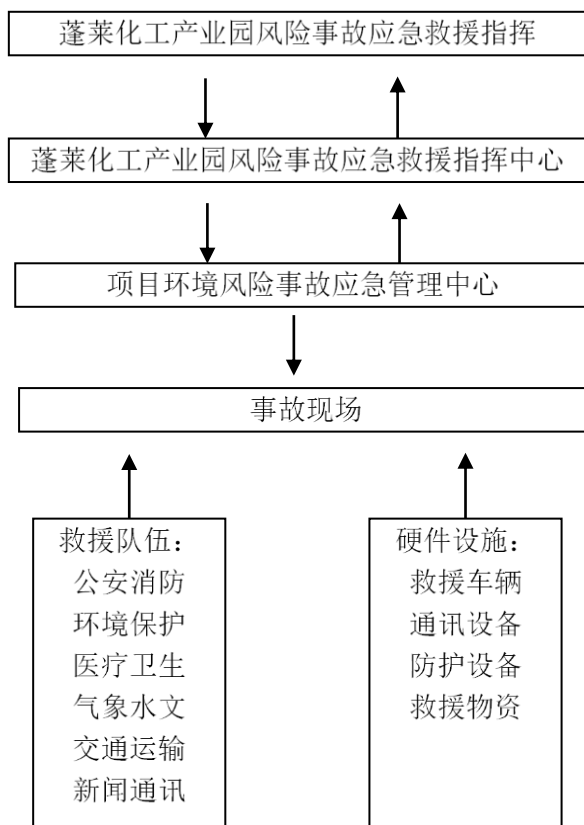 蓬莱化工产业园风险事故应急救援指挥
蓬莱化工产业园风险事故应急救援指挥中心
项目环境风险事故应急管理中心
事故现场
救援队伍：
公安消防
环境保护
医疗卫生
气象水文
交通运输
新闻通讯
硬件设施：
救援车辆
通讯设备
防护设备
救援物资